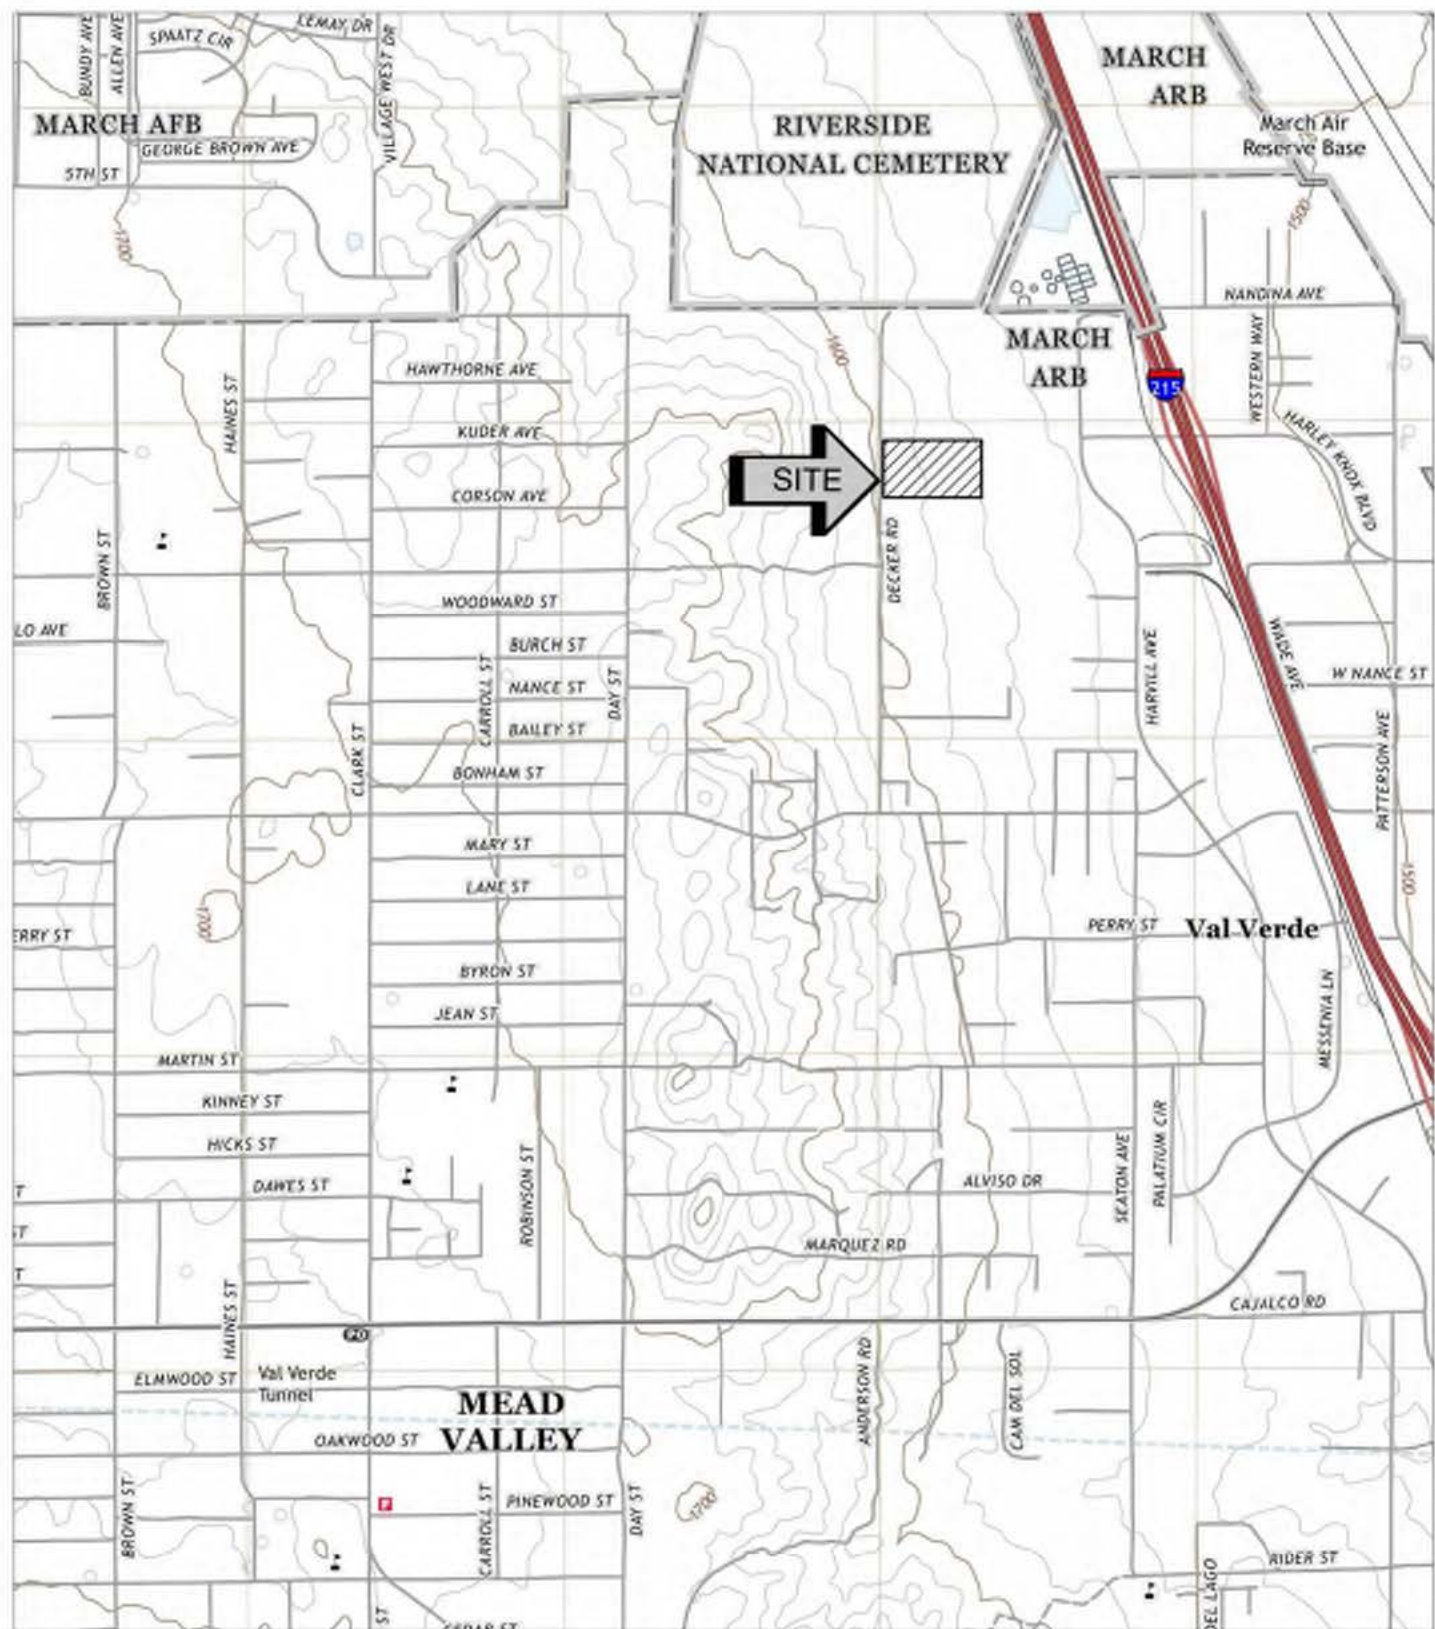 LEMAY DR
BUNDY AVE
ALLEN AVE
SPAATZ CIR
VILLAGE WEST DR
MARCH
ARB
MARCH AFB
GEORGE BROWN AVE
5TH ST
RIVERSIDE
NATIONAL CEMETERY
March Air
Reserve Base
1700
1500
NANDINA AVE
MARCH
ARB
1600
WESTERN WAY
215
HAWTHORNE AVE
HAINES ST
KUDER AVE
HARLEY KNOX BLVD
SITE
CORSON AVE
BROWN ST
DECKER RD
WOODWARD ST
LO AVE
BURCH ST
WADE AVE
HARVILL AVE
W NANCE ST
NANCE ST
CARROLL ST
DAY ST
BAILEY ST
CLARK ST
BONHAM ST
PATTERSON AVE
MARY ST
LANE ST
1500
1700
ERRY ST
PERRY ST
Val Verde
BYRON ST
JEAN ST
MESSENIA LN
MARTIN ST
KINNEY ST
HICKS ST
DAWES ST
T
ROBINSON ST
ALVISO DR
SEATON AVE
PALATIUM CIR
ST
MARQUEZ RD
T
HAINES ST
CAJALCO RD
PO
ELMWOOD ST
Val Verde
Tunnel
MEAD
VALLEY
ANDERSON RD
CAM DEL SOL
OAKWOOD ST
BROWN ST
F
CARROLL ST
PINEWOOD ST
DAY ST
1700
RIDER ST
DEL LAGO
ST
CEDAR ST